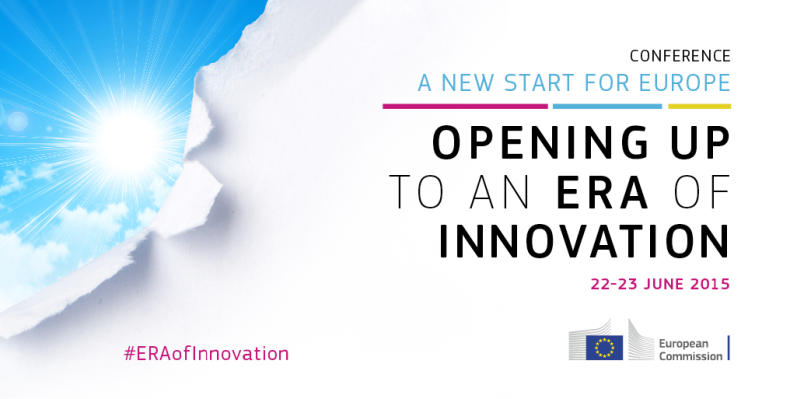 CONFERENCE
A NEW START FOR EUROPE
OPENING UP
TO AN ERA OF
INNOVATION
22-23 JUNE 2015
#ERAofInnovation
European
Commission